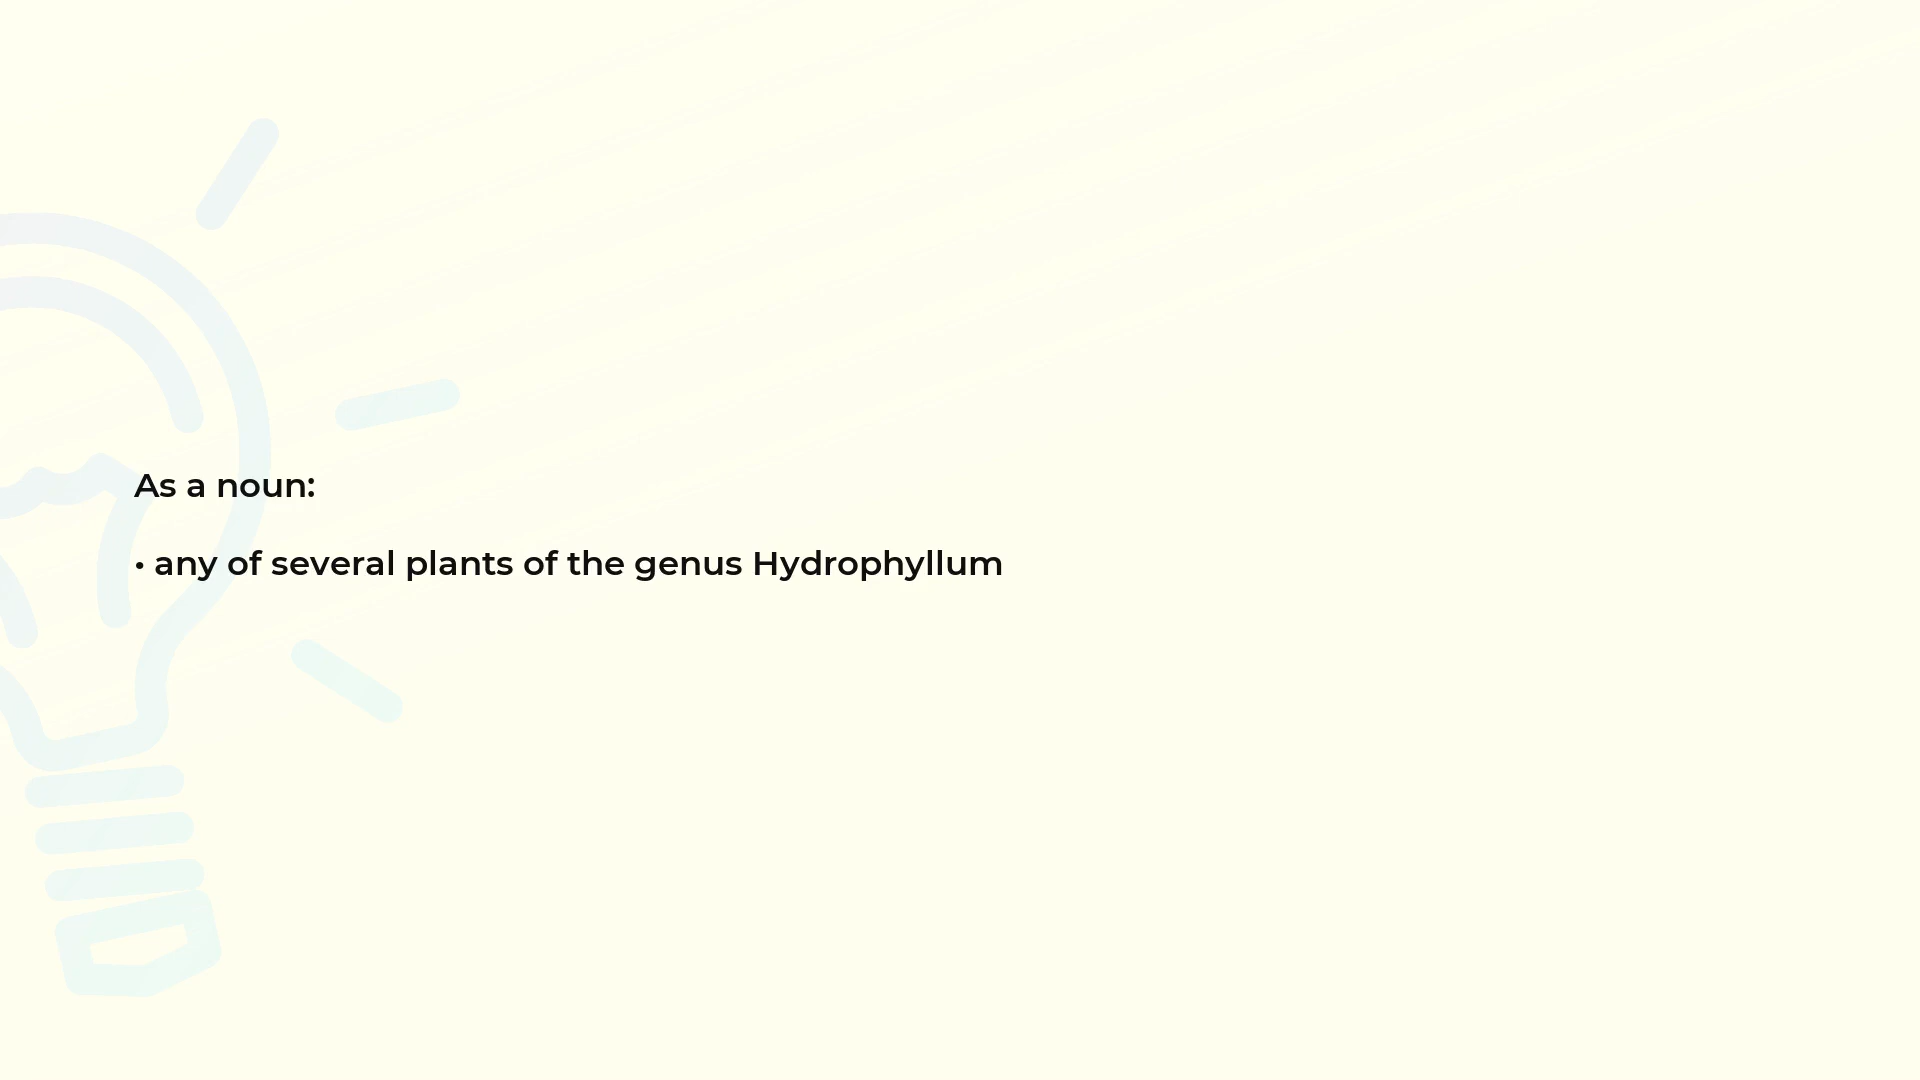 As a noun:
• any of several plants of the genus Hydrophyllum